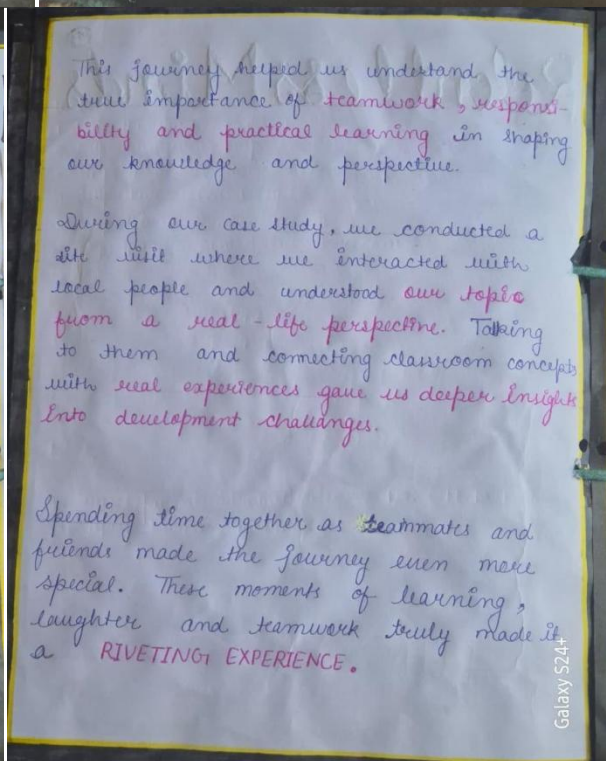 This journey helped us understand the
true importance of teamwork, responsi-
bility and practical learning in shaping
our knowledge and perspective.
During our case study, we conducted a
site visit where we interacted with
local people and understood our topic
from a real-life perspective. Talking
to them and connecting classroom concepts
with real experiences gave us deeper insights
into development challanges.
Spending time together as teammates and
friends made the journey even more
special. These moments of learning,
laughter and teamwork truly made it
a RIVETING EXPERIENCE.
Galaxy S24+